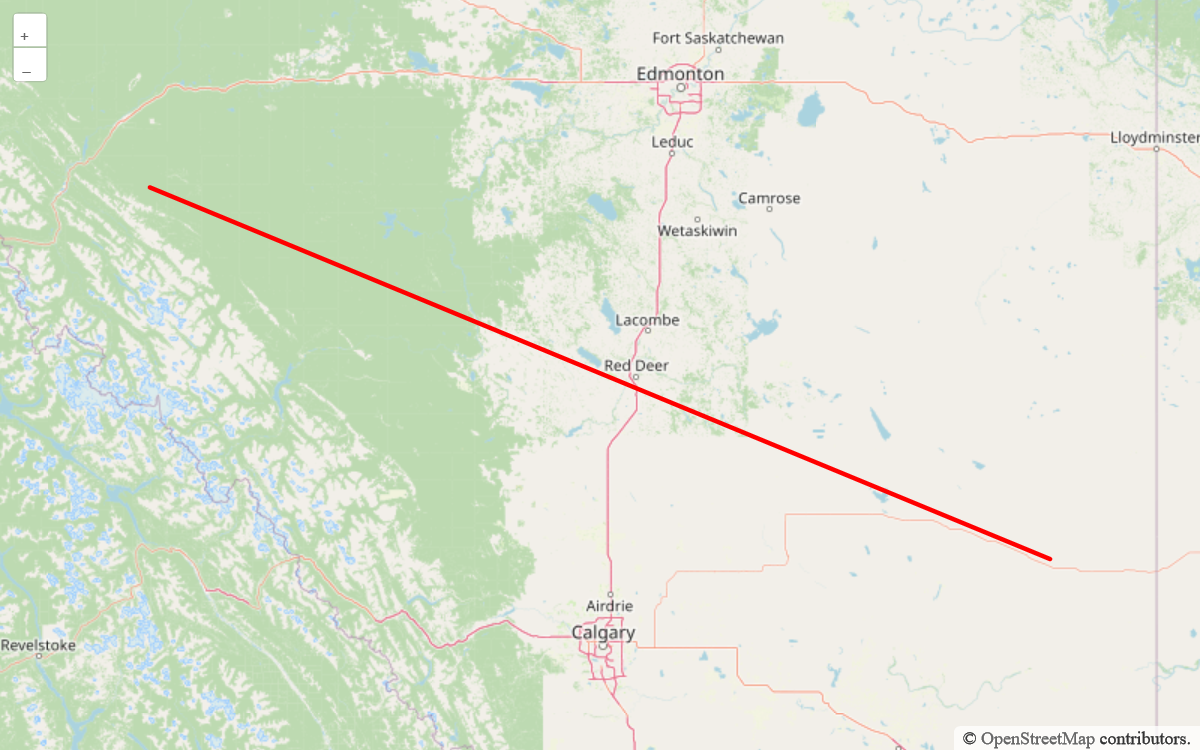 +
Fort Saskatchewan
Edmonton
–
Leduc
Lloydminster
Camrose
Wetaskiwin
Lacombe
Red Deer
Airdrie
Calgary
Revelstoke
© OpenStreetMap contributors.